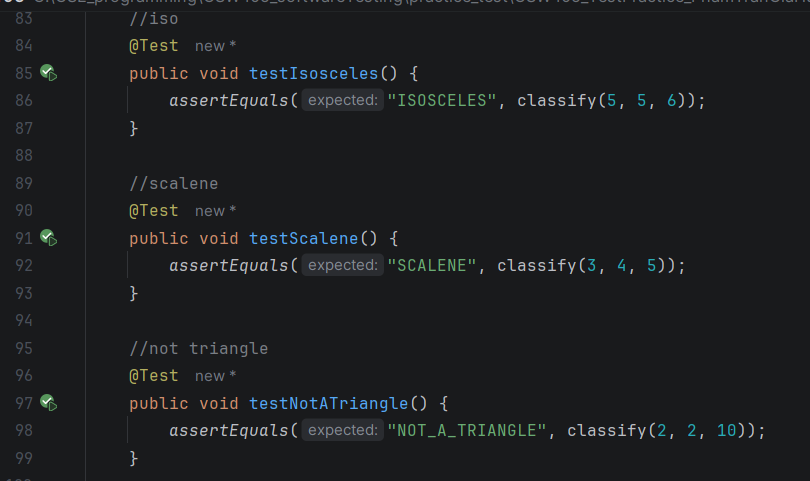 83 //iso
84 @Test new *
85 public void testIsosceles() {
86 assertEquals( expected: "ISOSCELES", classify(5, 5, 6));
87 }
88
89 //scalene
90 @Test new *
91 public void testScalene() {
92 assertEquals( expected: "SCALENE", classify(3, 4, 5));
93 }
94
95 //not triangle
96 @Test new *
97 public void testNotATriangle() {
98 assertEquals( expected: "NOT_A_TRIANGLE", classify(2, 2, 10));
99 }